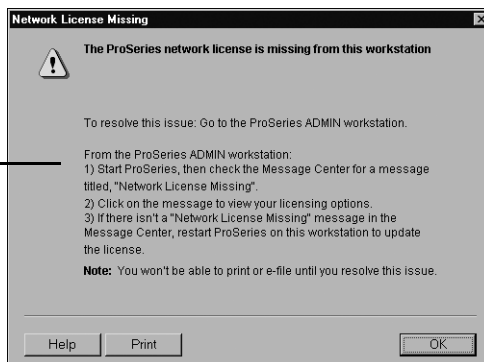 Network License Missing
The ProSeries network license is missing from this workstation
To resolve this issue: Go to the ProSeries ADMIN workstation.
From the ProSeries ADMIN workstation:
1) Start ProSeries, then check the Message Center for a message
titled, "Network License Missing".
2) Click on the message to view your licensing options.
3) If there isn't a "Network License Missing" message in the
Message Center, restart ProSeries on this workstation to update
the license.
Note: You won't be able to print or e-file until you resolve this issue.
Help
Print
OK